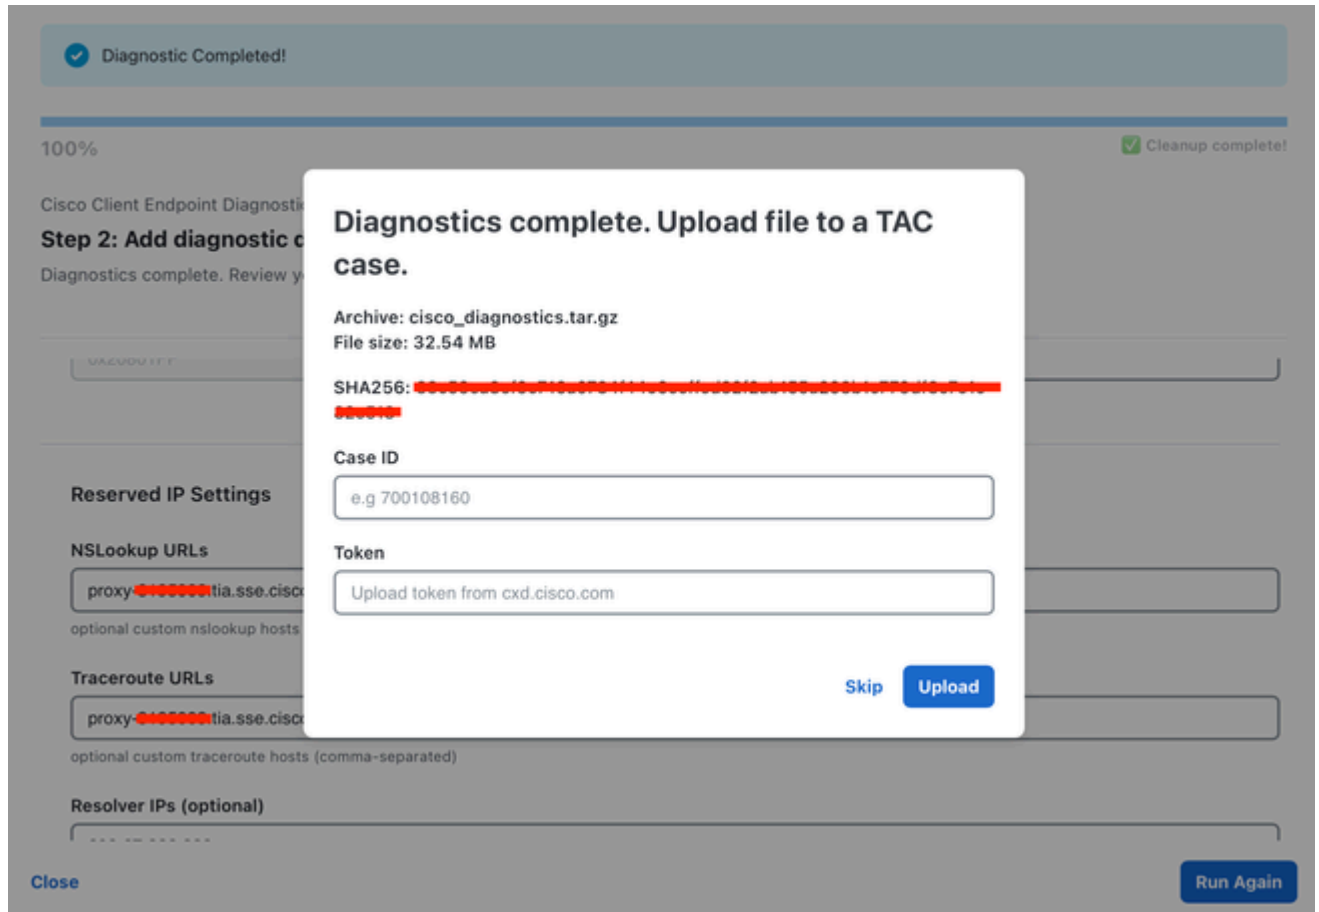 Diagnostic Completed!
100%
Cleanup complete!
Cisco Client Endpoint
Step 2: Add diagnostic
Diagnostics complete. Review
Diagnostics complete. Upload file to a TAC
case.
Archive: cisco_diagnostics.tar.gz
File size: 32.54 MB
SHA256:
Case ID
e.g 700108160
Token
Upload token from cxd.cisco.com
Skip
Upload
Reserved IP Settings
NSLookup URLs
proxy- tia.sse.cisc
optional custom nslookup hosts
Traceroute URLs
proxy- tia.sse.cisc
optional custom traceroute hosts (comma-separated)
Resolver IPs (optional)
Close
Run Again